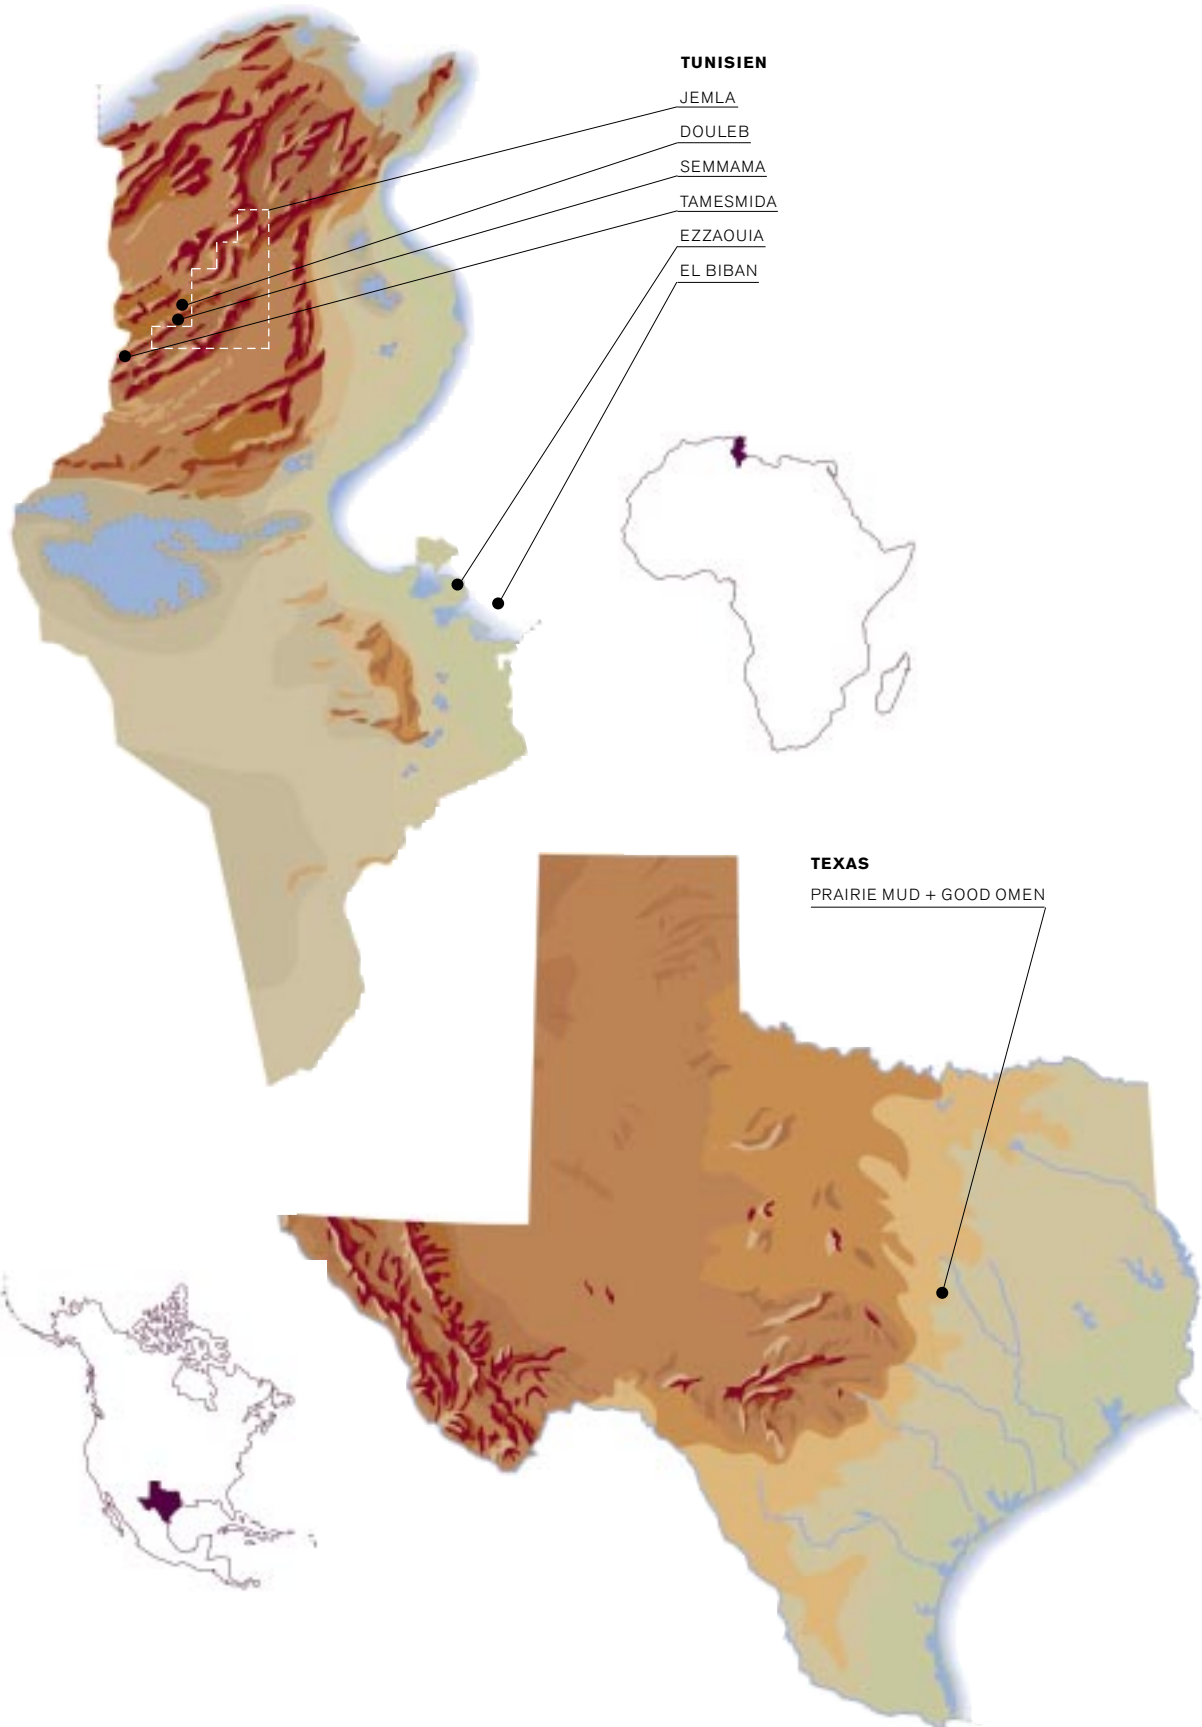 TUNISIEN
JEMLA
DOULEB
SEMMAMA
TAMESMIDA
EZZAOUIA
EL BIBAN
TEXAS
PRAIRIE MUD + GOOD OMEN